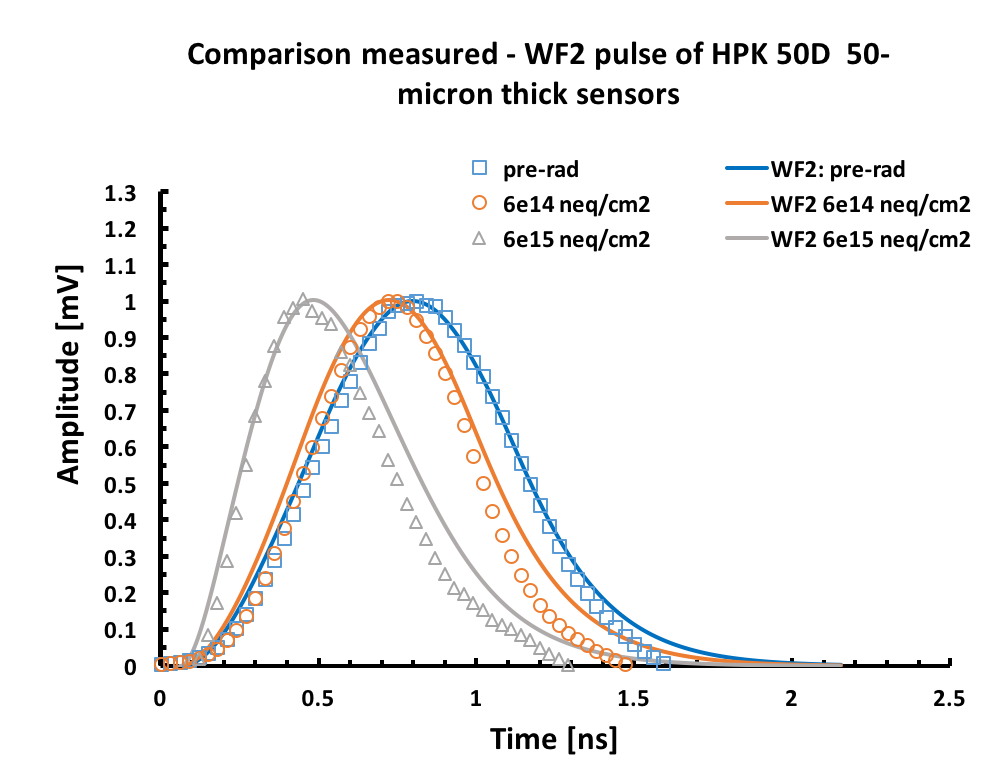 Comparison measured - WF2 pulse of HPK 50D  50-
micron thick sensors
pre-rad
WF2: pre-rad
6e14 neq/cm2
WF2 6e14 neq/cm2
6e15 neq/cm2
WF2 6e15 neq/cm2
Amplitude [mV]
1.3
1.2
1.1
1
0.9
0.8
0.7
0.6
0.5
0.4
0.3
0.2
0.1
0
0 0.5 1 1.5 2 2.5
Time [ns]